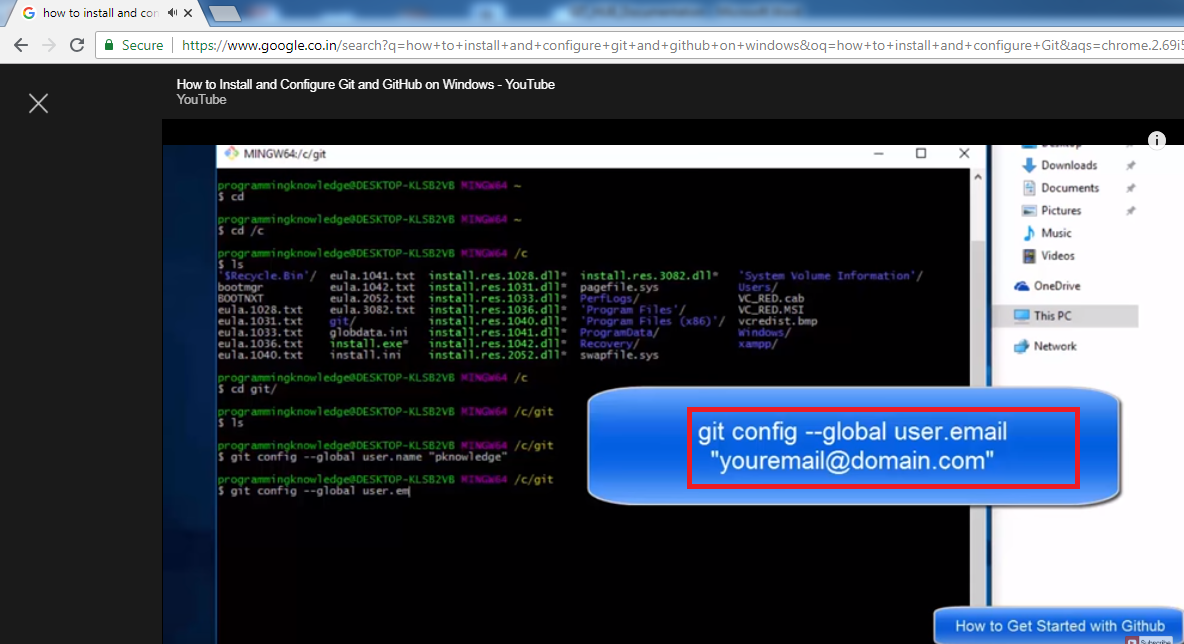 how to install and con
Secure
https://www.google.co.in/search?q=how+to+install+and+configure+git+and+github+on+windows&oq=how+to+install+and+configure+Git&aqs=chrome.2.69i5
How to Install and Configure Git and GitHub on Windows - YouTube
YouTube
MINGW64:/c/git
programmingknowledge@DESKTOP-KLSB2VB MINGW64 ~
$ cd
programmingknowledge@DESKTOP-KLSB2VB MINGW64 ~
$ cd /c
programmingknowledge@DESKTOP-KLSB2VB MINGW64 /c
$ ls
'$Recycle.Bin'/ eula.1041.txt install.res.1028.dll* install.res.3082.dll* 'System Volume Information'/
bootmgr eula.1042.txt install.res.1031.dll* pagefile.sys Users/
BOOTNXT eula.2052.txt install.res.1033.dll* PerfLogs/ VC_RED.cab
eula.1028.txt eula.3082.txt install.res.1036.dll* 'Program Files'/ VC_RED.MSI
eula.1031.txt git/ install.res.1040.dll* 'Program Files (x86)'/ vcredist.bmp
eula.1033.txt globdata.ini install.res.1041.dll* ProgramData/ Windows/
eula.1036.txt install.exe* install.res.1042.dll* Recovery/ xampp/
eula.1040.txt install.ini install.res.2052.dll* swapfile.sys
programmingknowledge@DESKTOP-KLSB2VB MINGW64 /c
$ cd git/
programmingknowledge@DESKTOP-KLSB2VB MINGW64 /c/git
$ ls
programmingknowledge@DESKTOP-KLSB2VB MINGW64 /c/git
$ git config --global user.name "pknowledge"
programmingknowledge@DESKTOP-KLSB2VB MINGW64 /c/git
$ git config --global user.em
Downloads
Documents
Pictures
Music
Videos
OneDrive
This PC
Network
git config --global user.email
"youremail@domain.com"
How to Get Started with Github
Subscribe